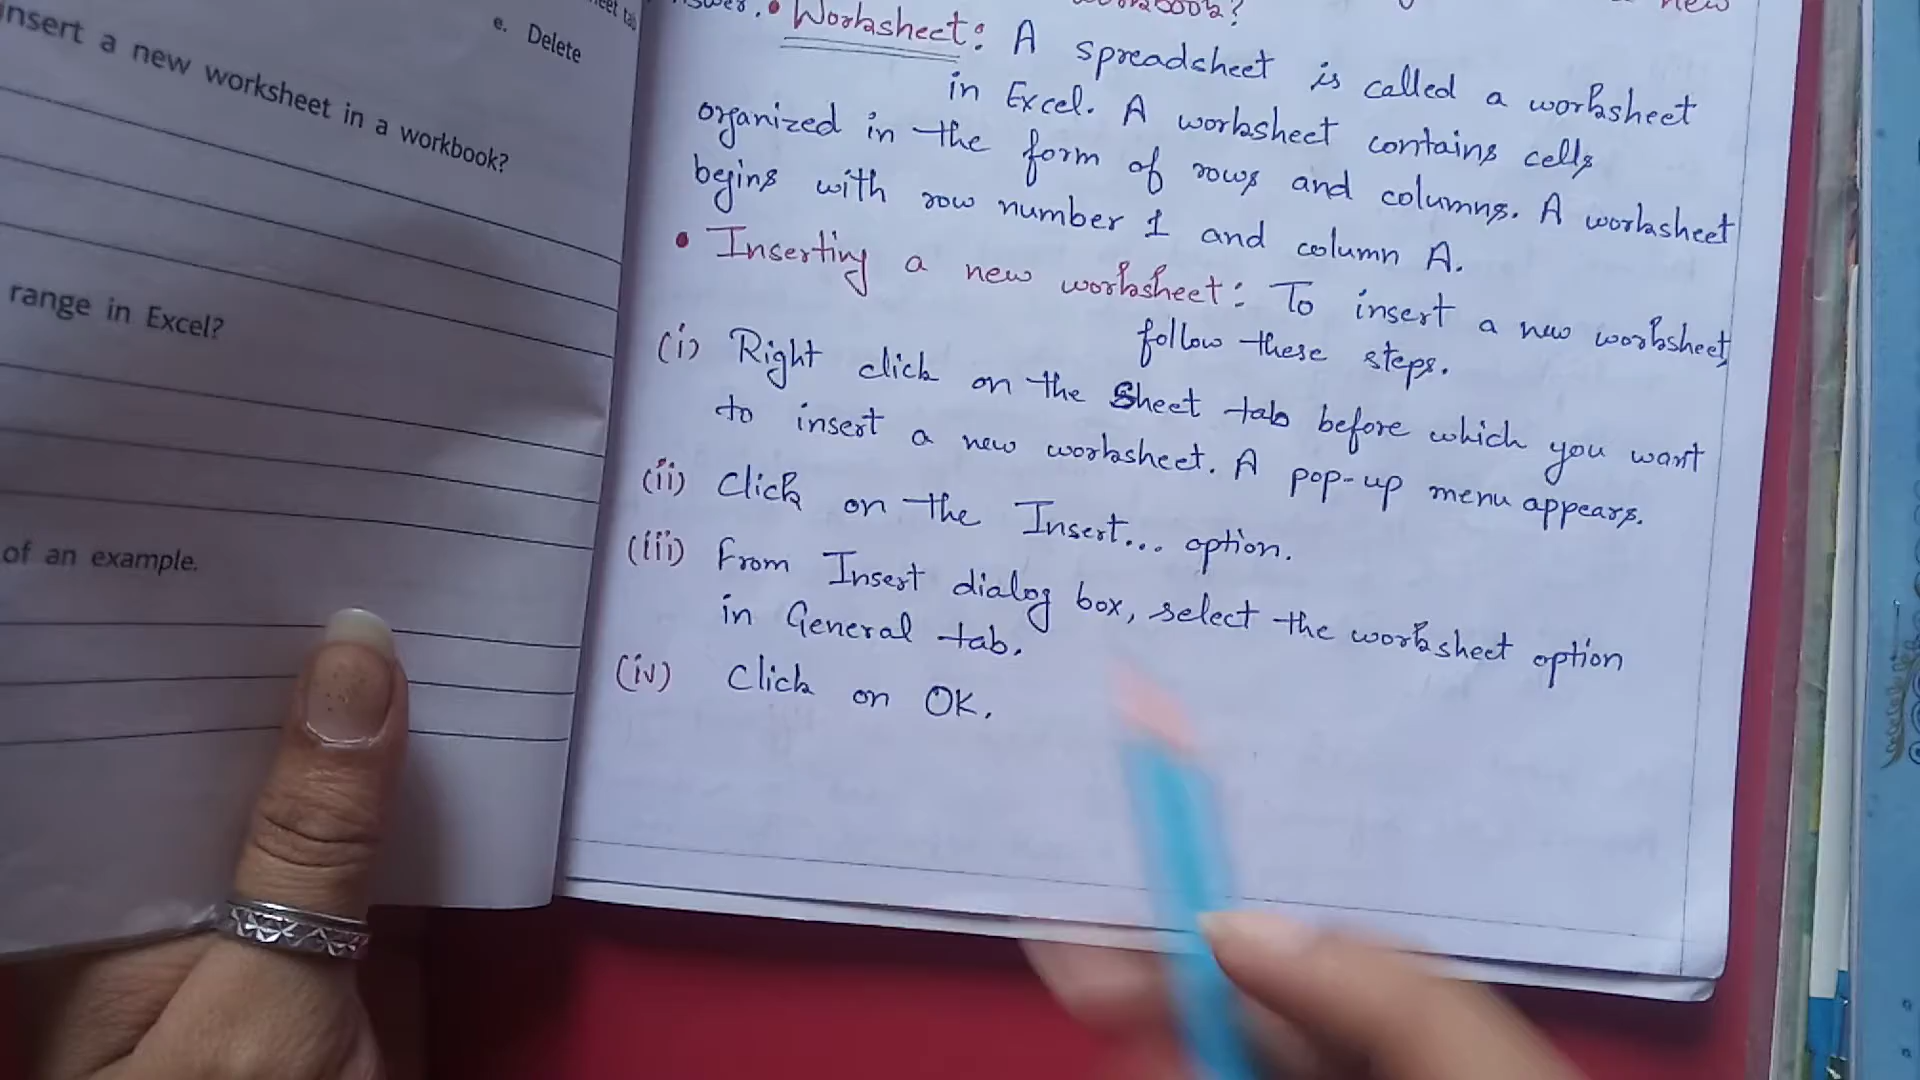 e. Delete
insert a new worksheet in a workbook?
range in Excel?
of an example.
workbook?
new
• Worksheet: A spreadsheet is called a worksheet
in Excel. A worksheet contains cells
organized in the form of rows and columns. A worksheet
begins with row number 1 and column A.
• Inserting a new worksheet: To insert a new worksheet,
follow these steps.
(i) Right click on the Sheet tab before which you want
to insert a new worksheet. A pop-up menu appears.
(ii) Click on the Insert... option.
(iii) From Insert dialog box, select the worksheet option
in General tab.
(iv) Click on OK.